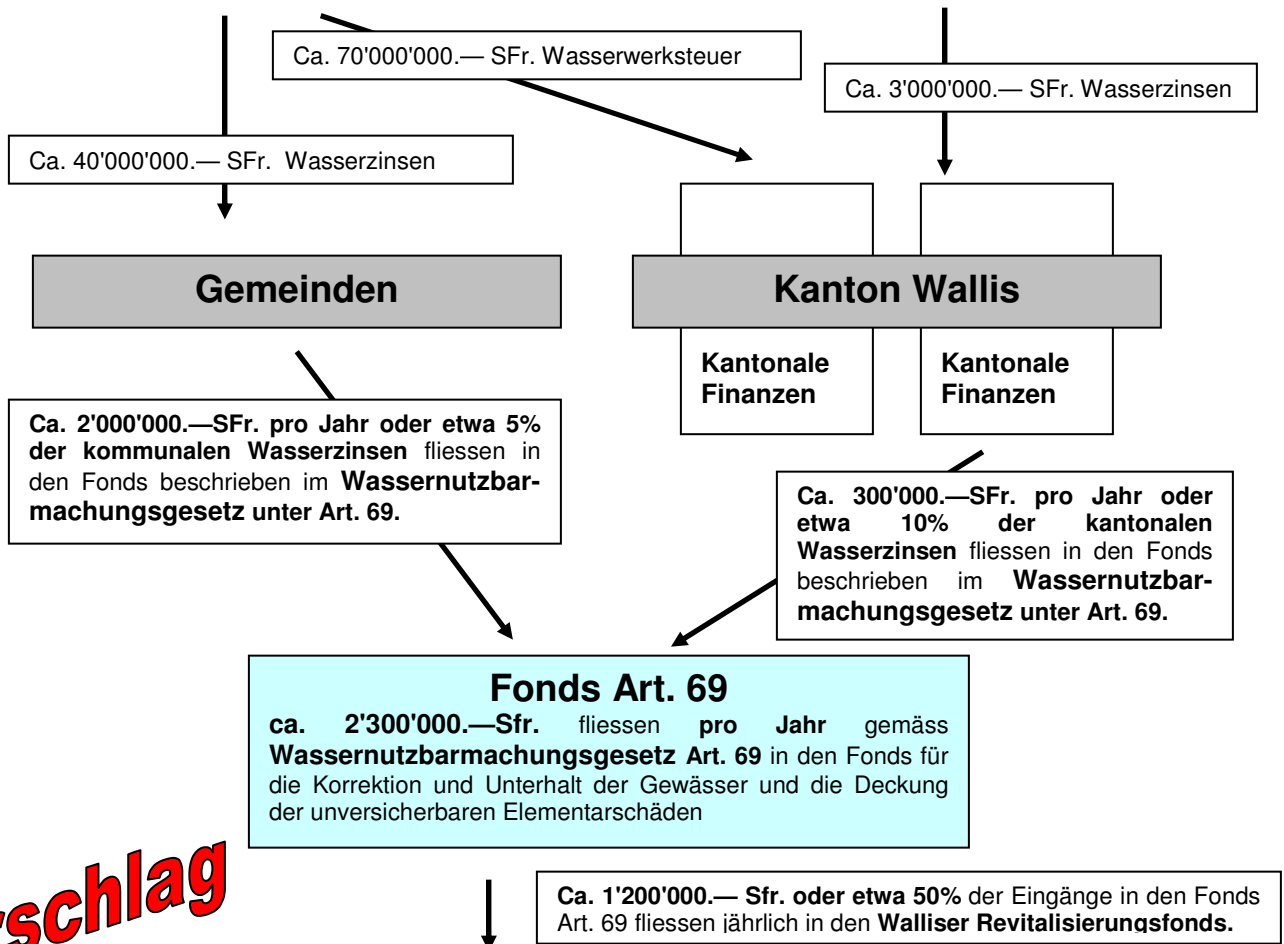 Ca. 70'000'000.— SFr. Wasserwerksteuer
Ca. 3'000'000.— SFr. Wasserzinsen
Ca. 40'000'000.— SFr. Wasserzinsen
Gemeinden
Kanton Wallis
Kantonale
Finanzen
Kantonale
Finanzen
Ca. 2'000'000.—SFr. pro Jahr oder etwa 5%
der kommunalen Wasserzinsen fliessen in
den Fonds beschrieben im Wassernutzbar-
machungsgesetz unter Art. 69.
Ca. 300'000.—SFr. pro Jahr oder
etwa 10% der kantonalen
Wasserzinsen fliessen in den Fonds
beschrieben im Wassernutzbar-
machungsgesetz unter Art. 69.
Fonds Art. 69
ca. 2'300'000.—Sfr. fliessen pro Jahr gemäss
Wassernutzbarmachungsgesetz Art. 69 in den Fonds für
die Korrektion und Unterhalt der Gewässer und die Deckung
der unversicherbaren Elementarschäden
rschlag
Ca. 1'200'000.— Sfr. oder etwa 50% der Eingänge in den Fonds
Art. 69 fliessen jährlich in den Walliser Revitalisierungsfonds.